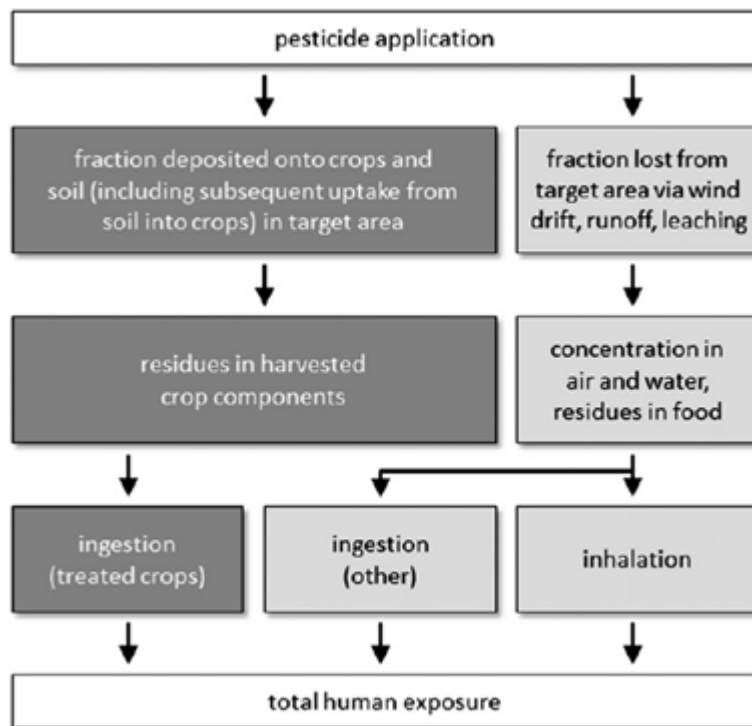 pesticide application
fraction deposited onto crops and
soil (including subsequent uptake from
soil into crops) in target area
fraction lost from
target area via wind
drift, runoff, leaching
residues in harvested
crop components
concentration in
air and water,
residues in food
ingestion
(treated crops)
ingestion
(other)
inhalation
total human exposure